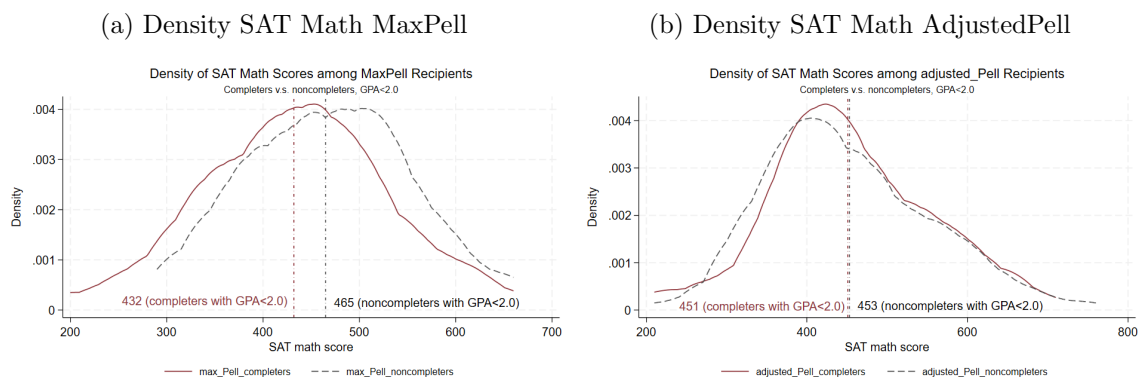 (a) Density SAT Math MaxPell
Density of SAT Math Scores among MaxPell Recipients
Completers v.s. noncompleters, GPA<2.0
Density
.004
.003
.002
.001
0
432 (completers with GPA<2.0)
465 (noncompleters with GPA<2.0)
200 300 400 500 600 700
SAT math score
max_Pell_completers max_Pell_noncompleters
(b) Density SAT Math AdjustedPell
Density of SAT Math Scores among adjusted_Pell Recipients
Completers v.s. noncompleters, GPA<2.0
Density
.004
.003
.002
.001
0
451 (completers with GPA<2.0)
453 (noncompleters with GPA<2.0)
200 400 600 800
SAT math score
adjusted_Pell_completers adjusted_Pell_noncompleters